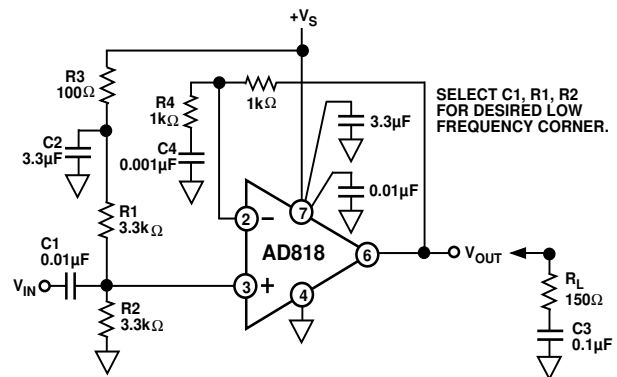 +VS
R3
100Ω
C2
3.3µF
R1
3.3kΩ
C1
0.01µF
VIN
R2
3.3kΩ
R4
1kΩ
C4
0.001µF
1kΩ
3.3µF
0.01µF
2
–
3
+
7
AD818
6
4
VOUT
SELECT C1, R1, R2
FOR DESIRED LOW
FREQUENCY CORNER.
RL
150Ω
C3
0.1µF